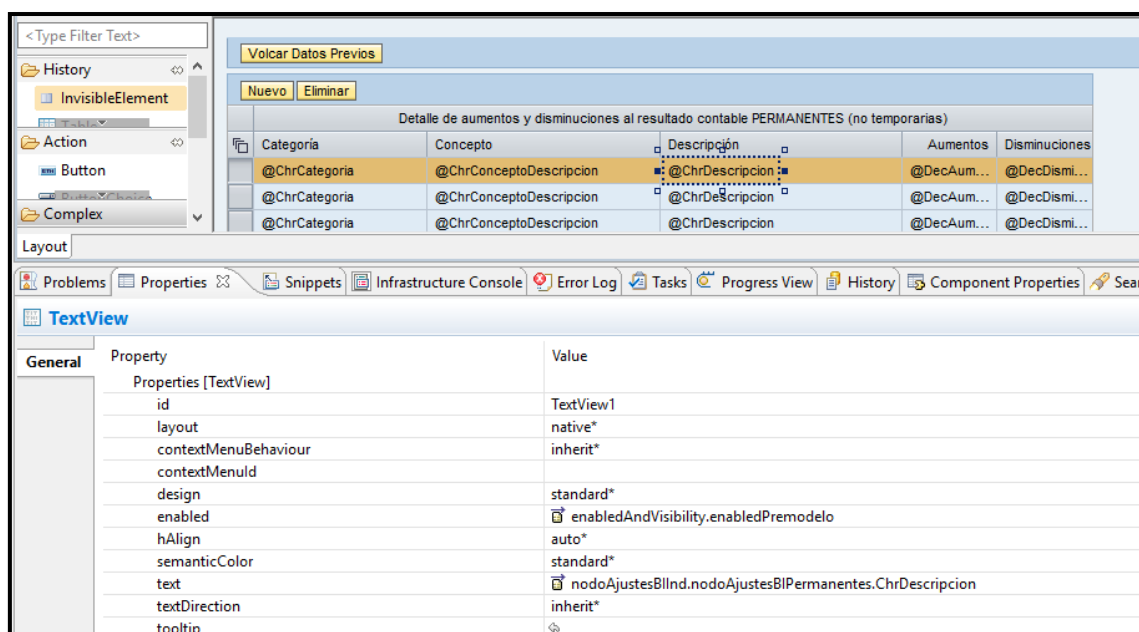 <Type Filter Text>
History
InvisibleElement
Action
Button
Complex
Volcar Datos Previos
Nuevo Eliminar
Detalle de aumentos y disminuciones al resultado contable PERMANENTES (no temporarias)
Categoría Concepto Descripción Aumentos Disminuciones
@ChrCategoria @ChrConceptoDescripcion @ChrDescripcion @DecAum... @DecDismi...
@ChrCategoria @ChrConceptoDescripcion @ChrDescripcion @DecAum... @DecDismi...
@ChrCategoria @ChrConceptoDescripcion @ChrDescripcion @DecAum... @DecDismi...
Layout
Problems Properties Snippets Infrastructure Console Error Log Tasks Progress View History Component Properties Sear
TextView
General
Property Value
Properties [TextView]
id TextView1
layout native*
contextMenuBehaviour inherit*
contextMenuId
design standard*
enabled enabledAndVisibility.enabledPremodelo
hAlign auto*
semanticColor standard*
text nodoAjustesBIInd.nodoAjustesBIPermanentes.ChrDescripcion
textDirection inherit*
tooltip